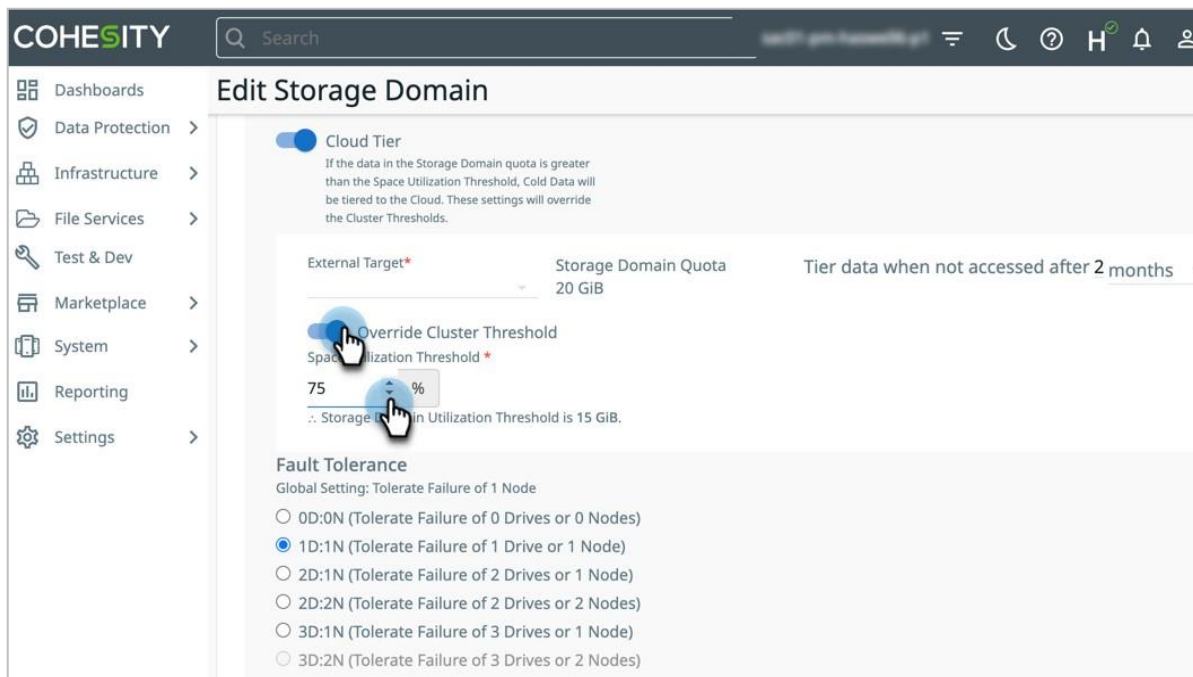 COHESITY
Search
H
Dashboards
Data Protection
Infrastructure
File Services
Test & Dev
Marketplace
System
Reporting
Settings
Edit Storage Domain
Cloud Tier
If the data in the Storage Domain quota is greater
than the Space Utilization Threshold, Cold Data will
be tiered to the Cloud. These settings will override
the Cluster Thresholds.
External Target*
Storage Domain Quota
20 GiB
Tier data when not accessed after 2 months
Override Cluster Threshold
Threshold *
75 %
∴ Storage Utilization Threshold is 15 GiB.
Fault Tolerance
Global Setting: Tolerate Failure of 1 Node
0D:0N (Tolerate Failure of 0 Drives or 0 Nodes)
1D:1N (Tolerate Failure of 1 Drive or 1 Node)
2D:1N (Tolerate Failure of 2 Drives or 1 Node)
2D:2N (Tolerate Failure of 2 Drives or 2 Nodes)
3D:1N (Tolerate Failure of 3 Drives or 1 Node)
3D:2N (Tolerate Failure of 3 Drives or 2 Nodes)